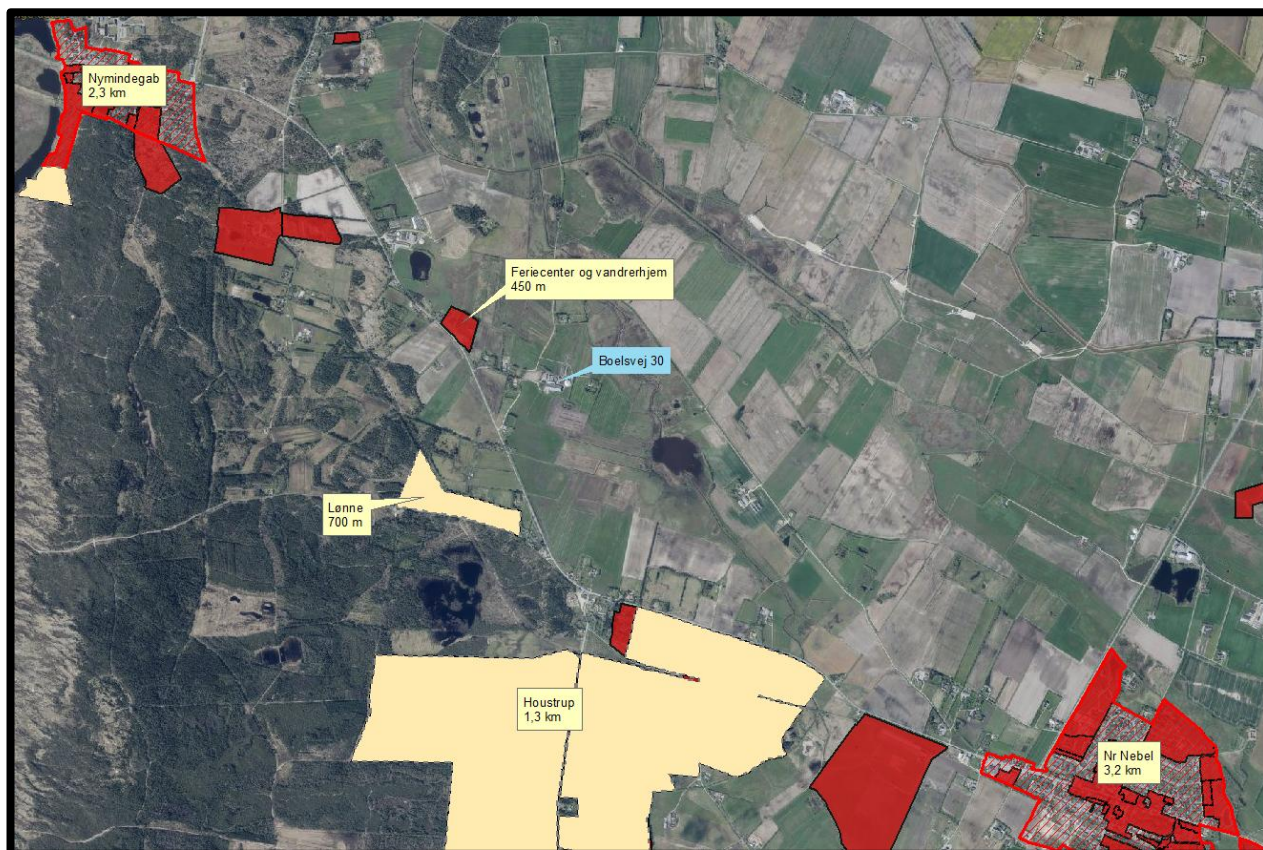 Nymindegab
2,3 km
Feriecenter og vandrerhjem
450 m
Boelsvej 30
Lønne
700 m
Houstrup
1,3 km
Nr Nebel
3,2 km